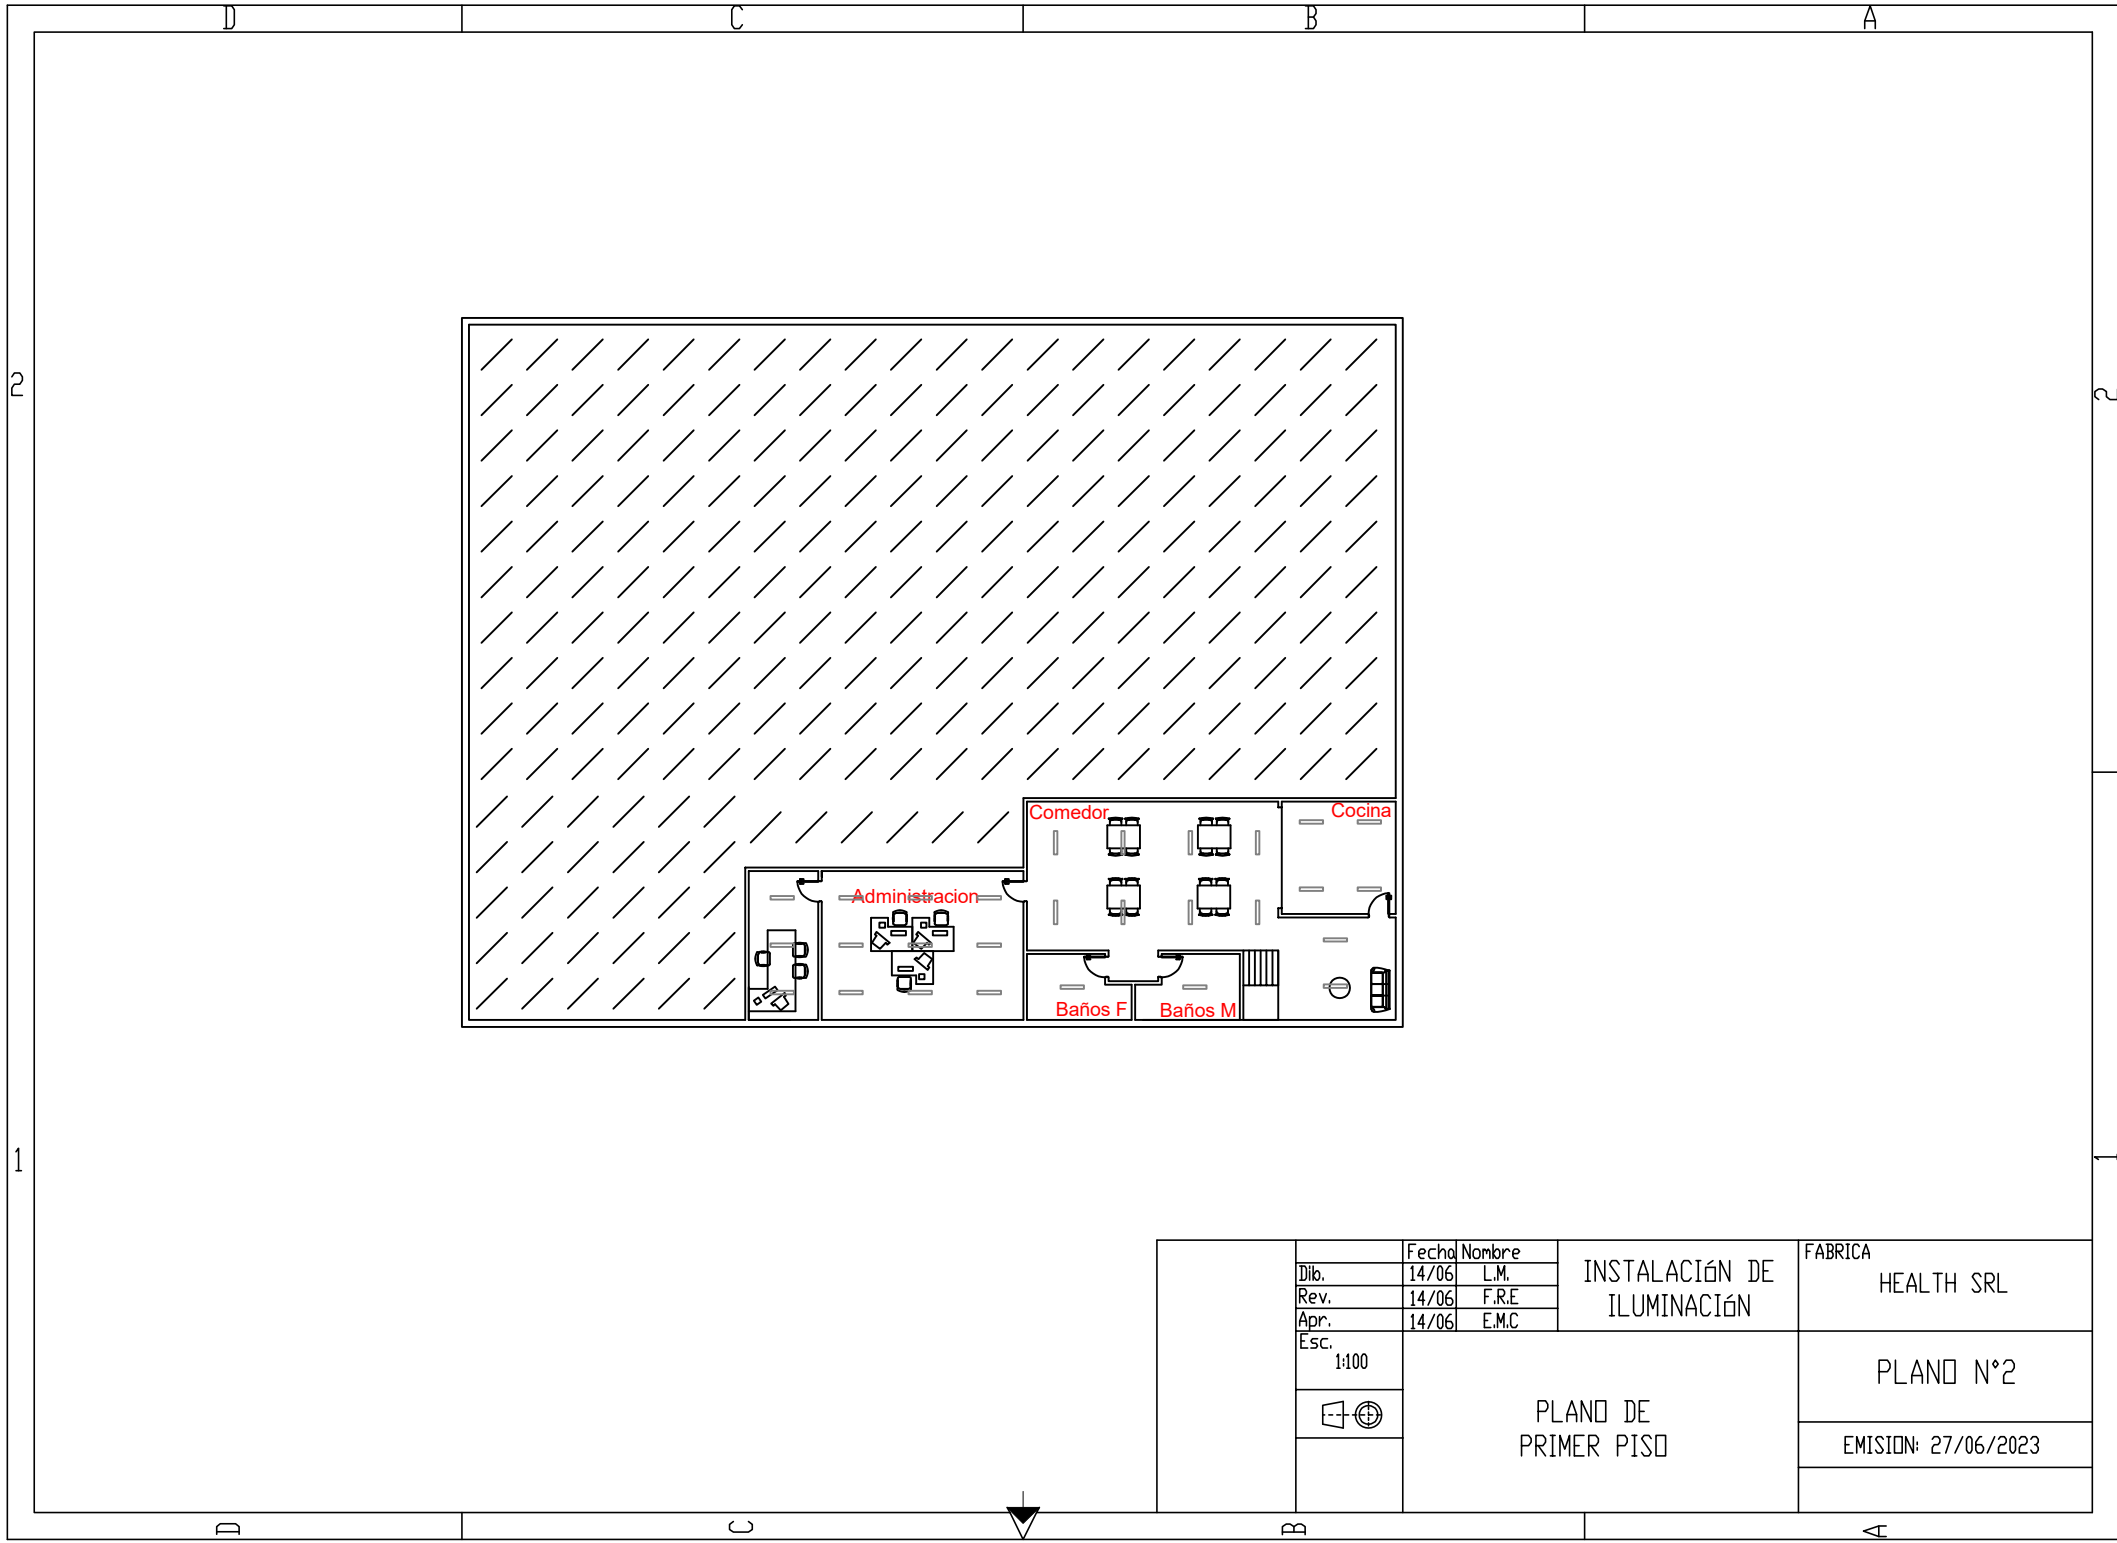 D C B A
2 2
Comedor
Cocina
Administracion
Baños F
Baños M
1 1
Fecha Nombre
Dib. 14/06 L.M.
Rev. 14/06 F.R.E
Apr. 14/06 E.M.C
INSTALACIóN DE
ILUMINACIóN
FABRICA
HEALTH SRL
Esc.
1:100
PLANO DE
PRIMER PISO
PLANO N°2
EMISION: 27/06/2023
D C B A